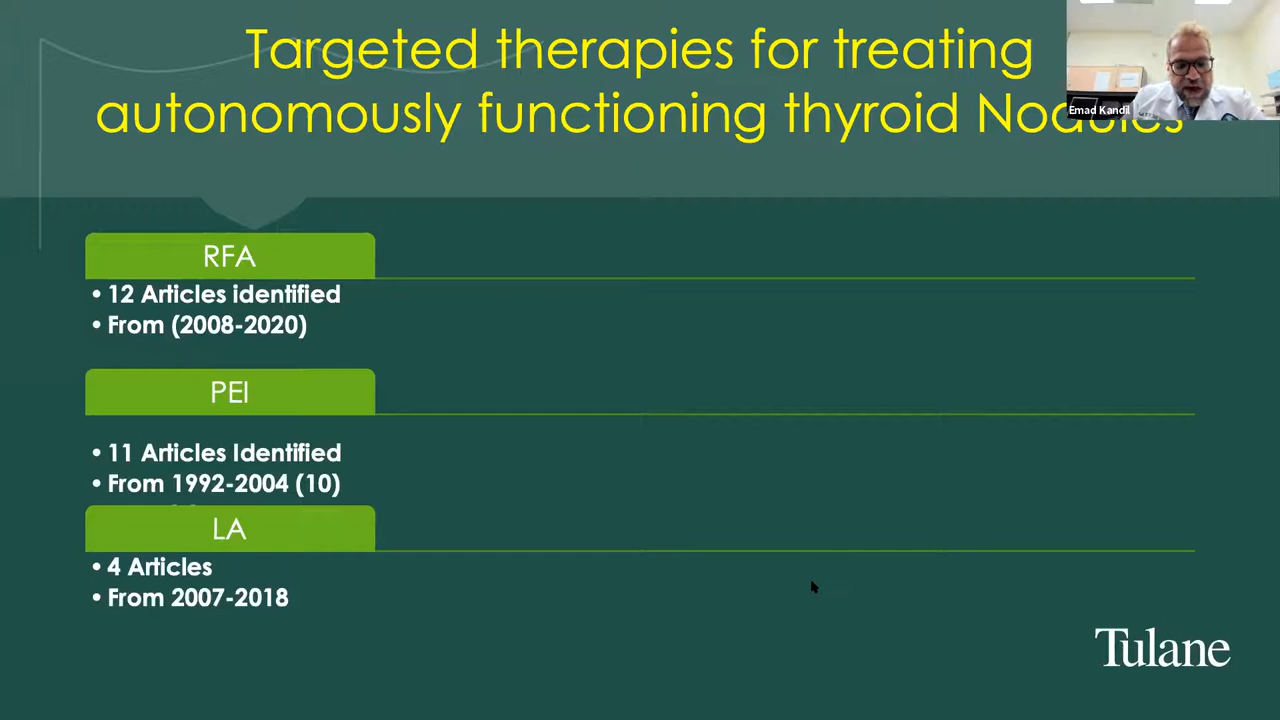 Targeted therapies for treating
autonomously functioning thyroid Nodules
Emad Kandil
RFA
• 12 Articles identified
• From (2008-2020)
PEI
• 11 Articles Identified
• From 1992-2004 (10)
LA
• 4 Articles
• From 2007-2018
Tulane